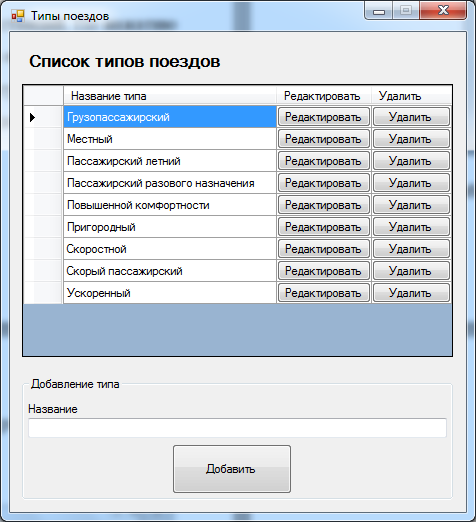 Типы поездов
Список типов поездов
Название типа Редактировать Удалить
Грузопассажирский Редактировать Удалить
Местный Редактировать Удалить
Пассажирский летний Редактировать Удалить
Пассажирский разового назначения Редактировать Удалить
Повышенной комфортности Редактировать Удалить
Пригородный Редактировать Удалить
Скоростной Редактировать Удалить
Скорый пассажирский Редактировать Удалить
Ускоренный Редактировать Удалить
Добавление типа
Название
Добавить